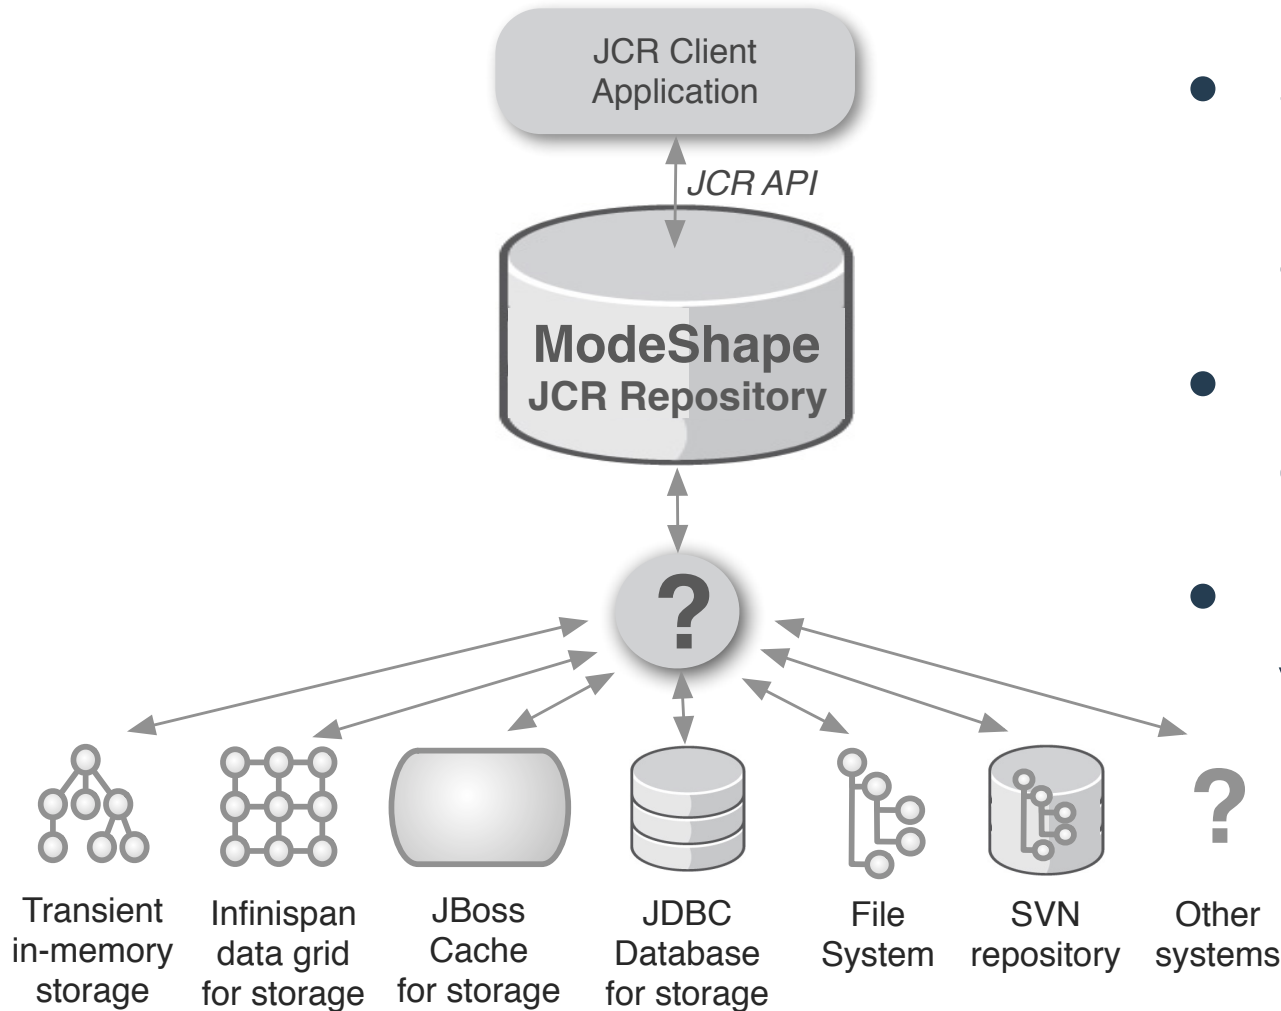 JCR Client
Application
JCR API
ModeShape
JCR Repository
?
?
Transient
in-memory
storage
Infinispan
data grid
for storage
JBoss
Cache
for storage
JDBC
Database
for storage
File
System
SVN
repository
Other
systems